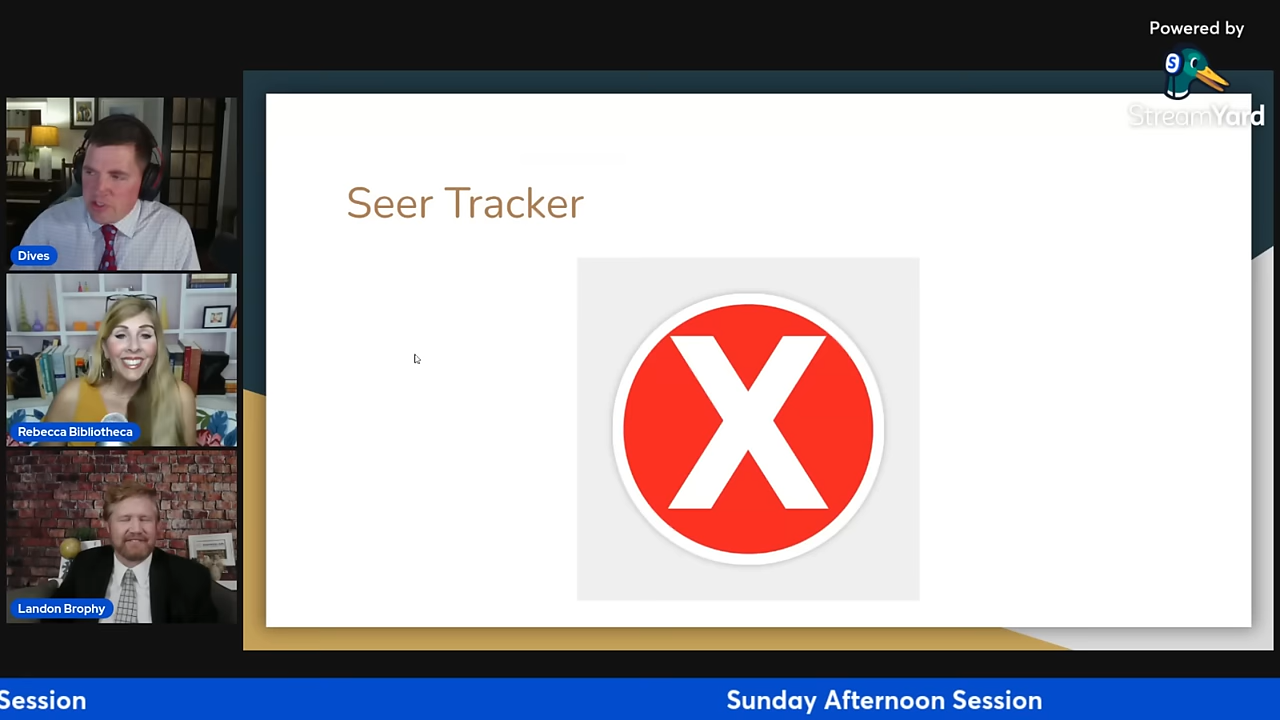 Powered by
StreamYard
Seer Tracker
X
Dives
Rebecca Bibliotheca
Landon Brophy
Session
Sunday Afternoon Session